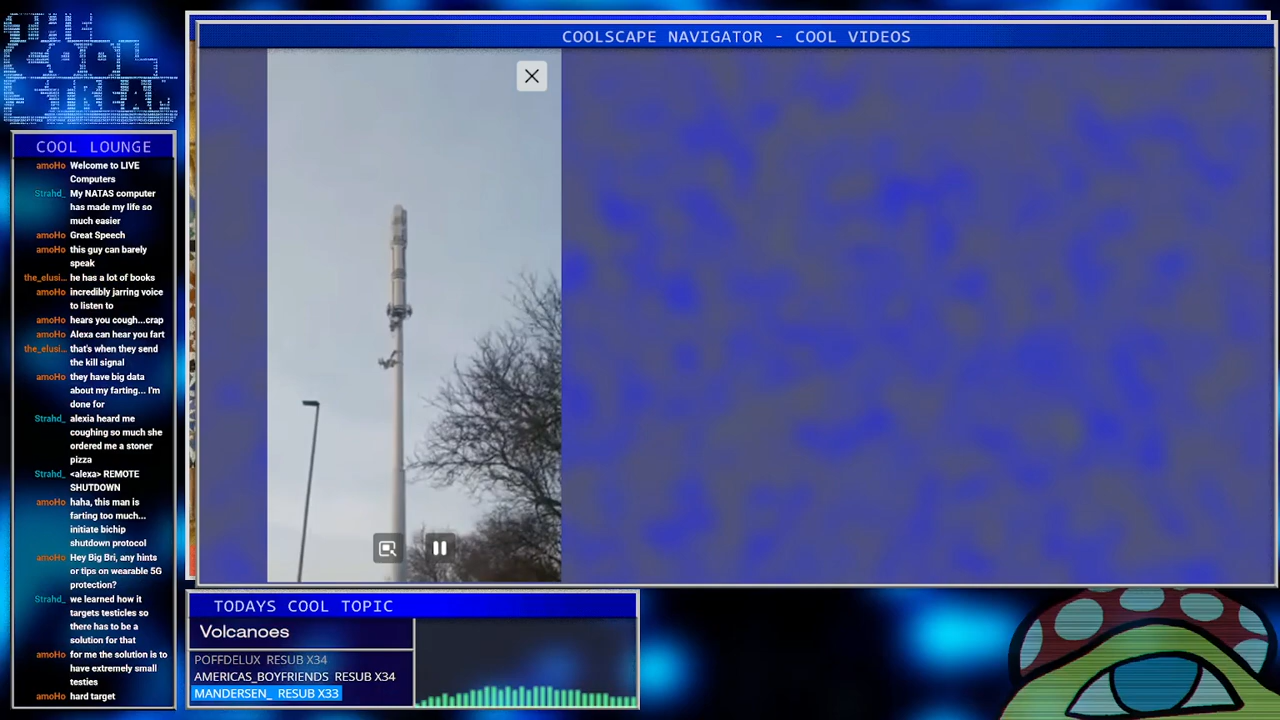 COOLSCAPE NAVIGATOR - COOL VIDEOS
COOL LOUNGE
amoHo Welcome to LIVE
Computers
Strahd_ My NATAS computer
has made my life so
much easier
amoHo Great Speech
amoHo this guy can barely
speak
the_elusi... he has a lot of books
amoHo incredibly jarring voice
to listen to
amoHo hears you cough...crap
amoHo Alexa can hear you fart
the_elusi... that's when they send
the kill signal
amoHo they have big data
about my farting... I'm
done for
Strahd_ alexia heard me
coughing so much she
ordered me a stoner
pizza
Strahd_ <alexa> REMOTE
SHUTDOWN
amoHo haha, this man is
farting too much...
initiate bichip
shutdown protocol
amoHo Hey Big Bri, any hints
or tips on wearable 5G
protection?
Strahd_ we learned how it
targets testicles so
there has to be a
solution for that
amoHo for me the solution is to
have extremely small
testies
amoHo hard target
TODAYS COOL TOPIC
Volcanoes
POFFDELUX RESUB X34
AMERICAS_BOYFRIENDS RESUB X34
MANDERSEN_ RESUB X33